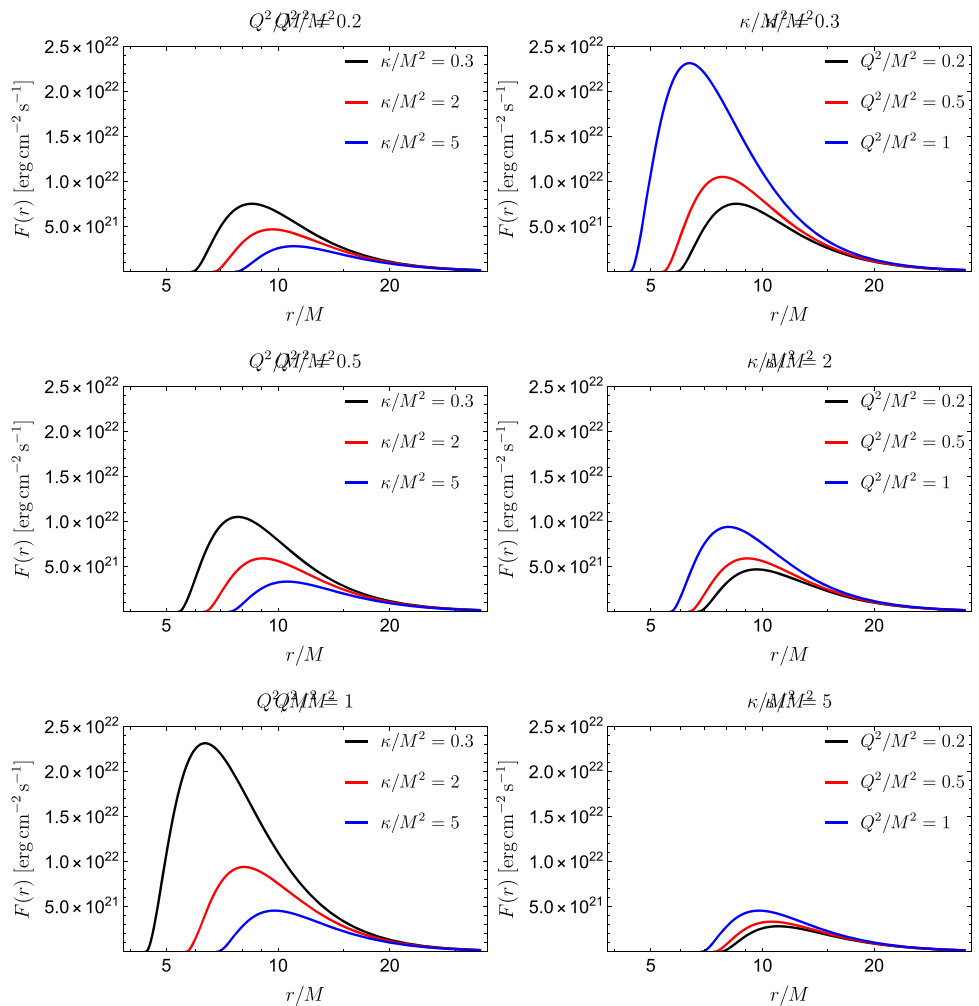 Q²/M² = 0.2
F(r) [erg cm⁻² s⁻¹]
2.5×10²²
2.0×10²²
1.5×10²²
1.0×10²²
5.0×10²¹
κ/M² = 0.3
κ/M² = 2
κ/M² = 5
5 10 20
r/M
κ/M² = 0.3
F(r) [erg cm⁻² s⁻¹]
2.5×10²²
2.0×10²²
1.5×10²²
1.0×10²²
5.0×10²¹
Q²/M² = 0.2
Q²/M² = 0.5
Q²/M² = 1
5 10 20
r/M
Q²/M² = 0.5
F(r) [erg cm⁻² s⁻¹]
2.5×10²²
2.0×10²²
1.5×10²²
1.0×10²²
5.0×10²¹
κ/M² = 0.3
κ/M² = 2
κ/M² = 5
5 10 20
r/M
κ/M² = 2
F(r) [erg cm⁻² s⁻¹]
2.5×10²²
2.0×10²²
1.5×10²²
1.0×10²²
5.0×10²¹
Q²/M² = 0.2
Q²/M² = 0.5
Q²/M² = 1
5 10 20
r/M
Q²/M² = 1
F(r) [erg cm⁻² s⁻¹]
2.5×10²²
2.0×10²²
1.5×10²²
1.0×10²²
5.0×10²¹
κ/M² = 0.3
κ/M² = 2
κ/M² = 5
5 10 20
r/M
κ/M² = 5
F(r) [erg cm⁻² s⁻¹]
2.5×10²²
2.0×10²²
1.5×10²²
1.0×10²²
5.0×10²¹
Q²/M² = 0.2
Q²/M² = 0.5
Q²/M² = 1
5 10 20
r/M